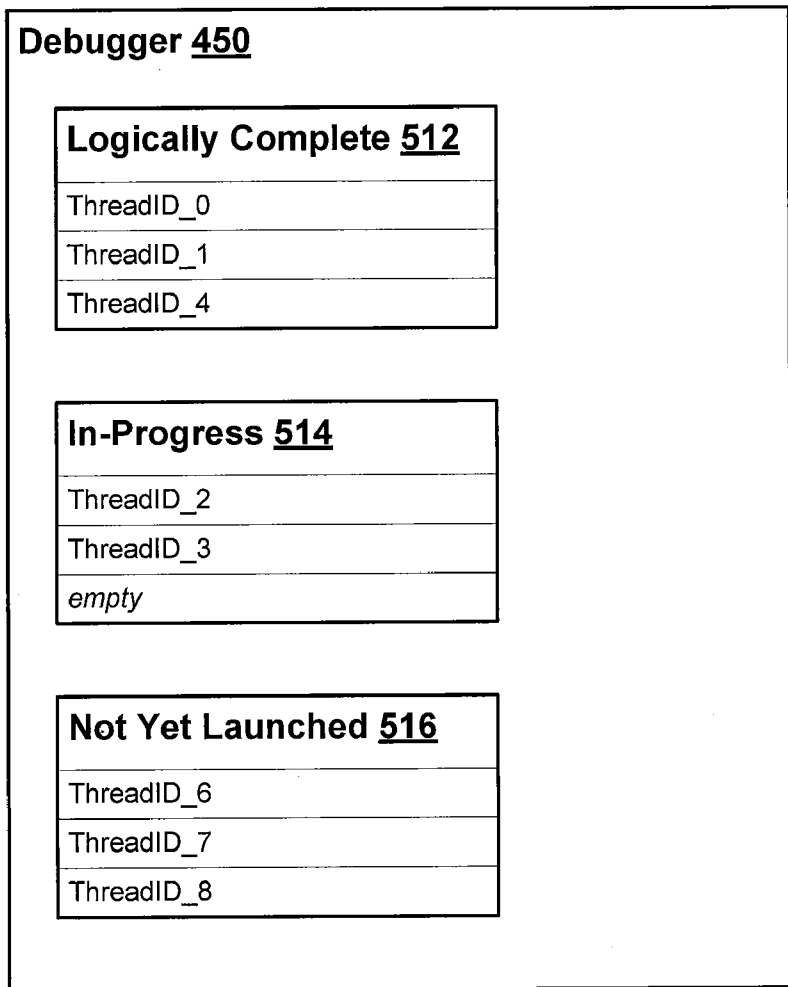 Debugger 450
Logically Complete 512
ThreadID_0
ThreadID_1
ThreadID_4
In-Progress 514
ThreadID_2
ThreadID_3
empty
Not Yet Launched 516
ThreadID_6
ThreadID_7
ThreadID_8